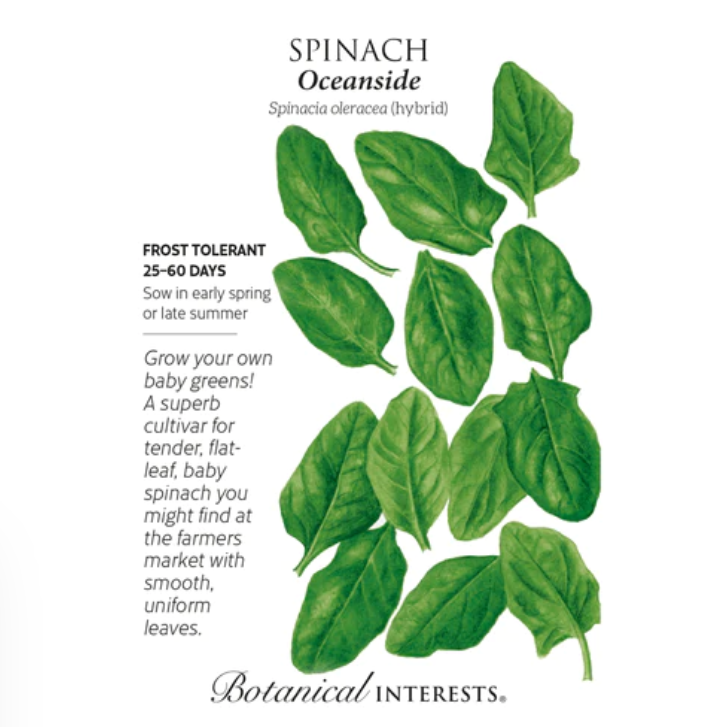 SPINACH
Oceanside
Spinacia oleracea (hybrid)
FROST TOLERANT
25–60 DAYS
Sow in early spring
or late summer
Grow your own
baby greens!
A superb
cultivar for
tender, flat-
leaf, baby
spinach you
might find at
the farmers
market with
smooth,
uniform
leaves.
Botanical INTERESTS®